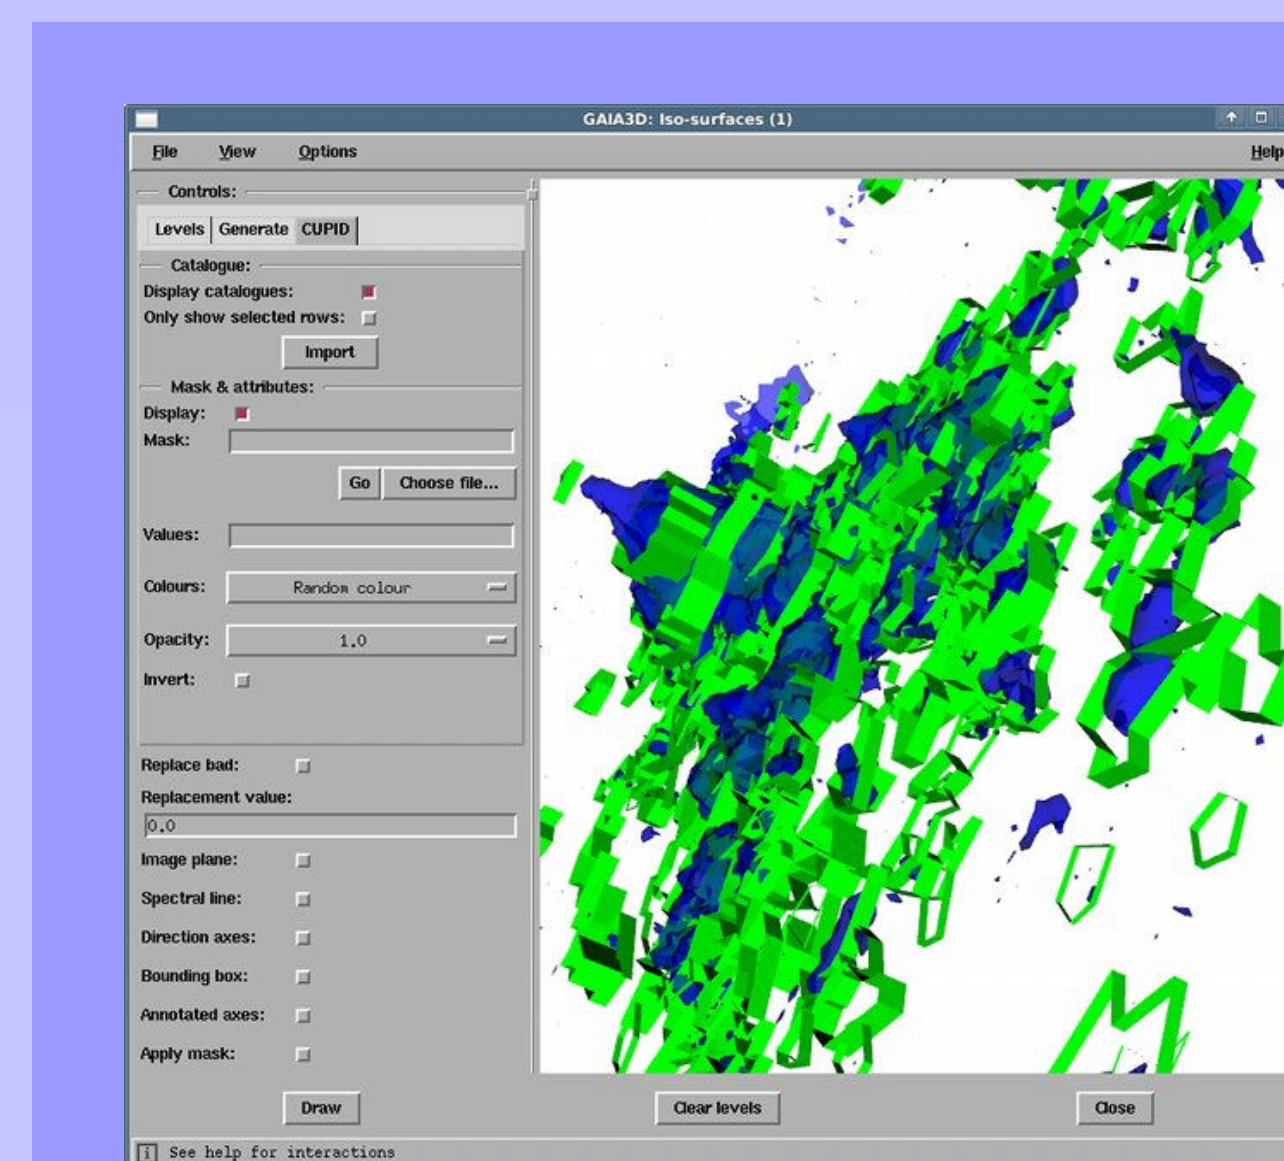 GAIA3D: Iso-surfaces (1)
File View Options Help
Controls:
Levels Generate CUPID
Catalogue:
Display catalogues:
Only show selected rows:
Import
Mask & attributes:
Display:
Mask:
Go Choose file...
Values:
Colours: Random colour
Opacity: 1.0
Invert:
Replace bad:
Replacement value:
0.0
Image plane:
Spectral line:
Direction axes:
Bounding box:
Annotated axes:
Apply mask:
Draw Clear levels Close
i See help for interactions